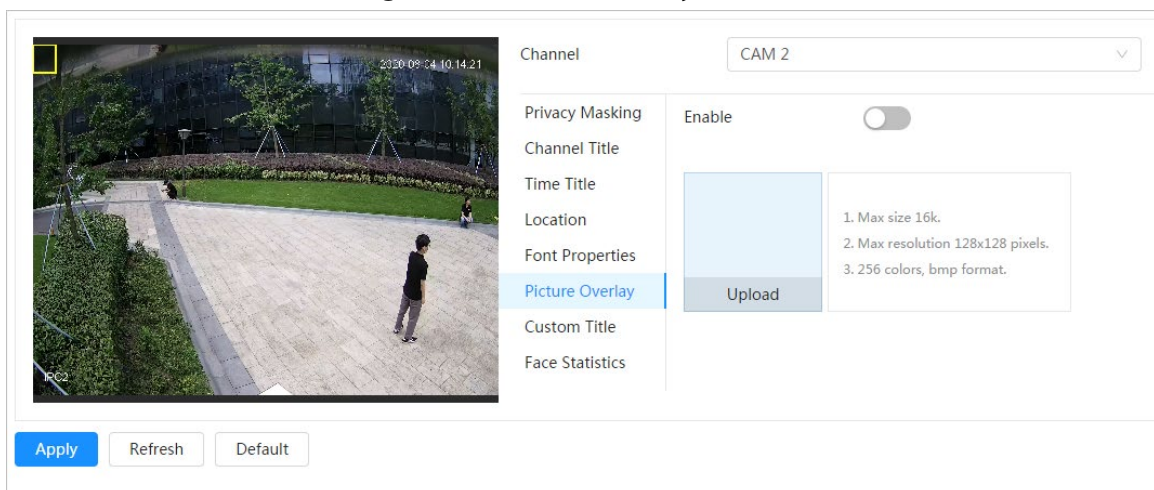 Channel
CAM 2
2020-09-04 10:14:21
Privacy Masking
Enable
Channel Title
Time Title
Location
1. Max size 16k.
2. Max resolution 128x128 pixels.
Font Properties
3. 256 colors, bmp format.
Picture Overlay
Upload
Custom Title
Face Statistics
IPC2
Apply
Refresh
Default